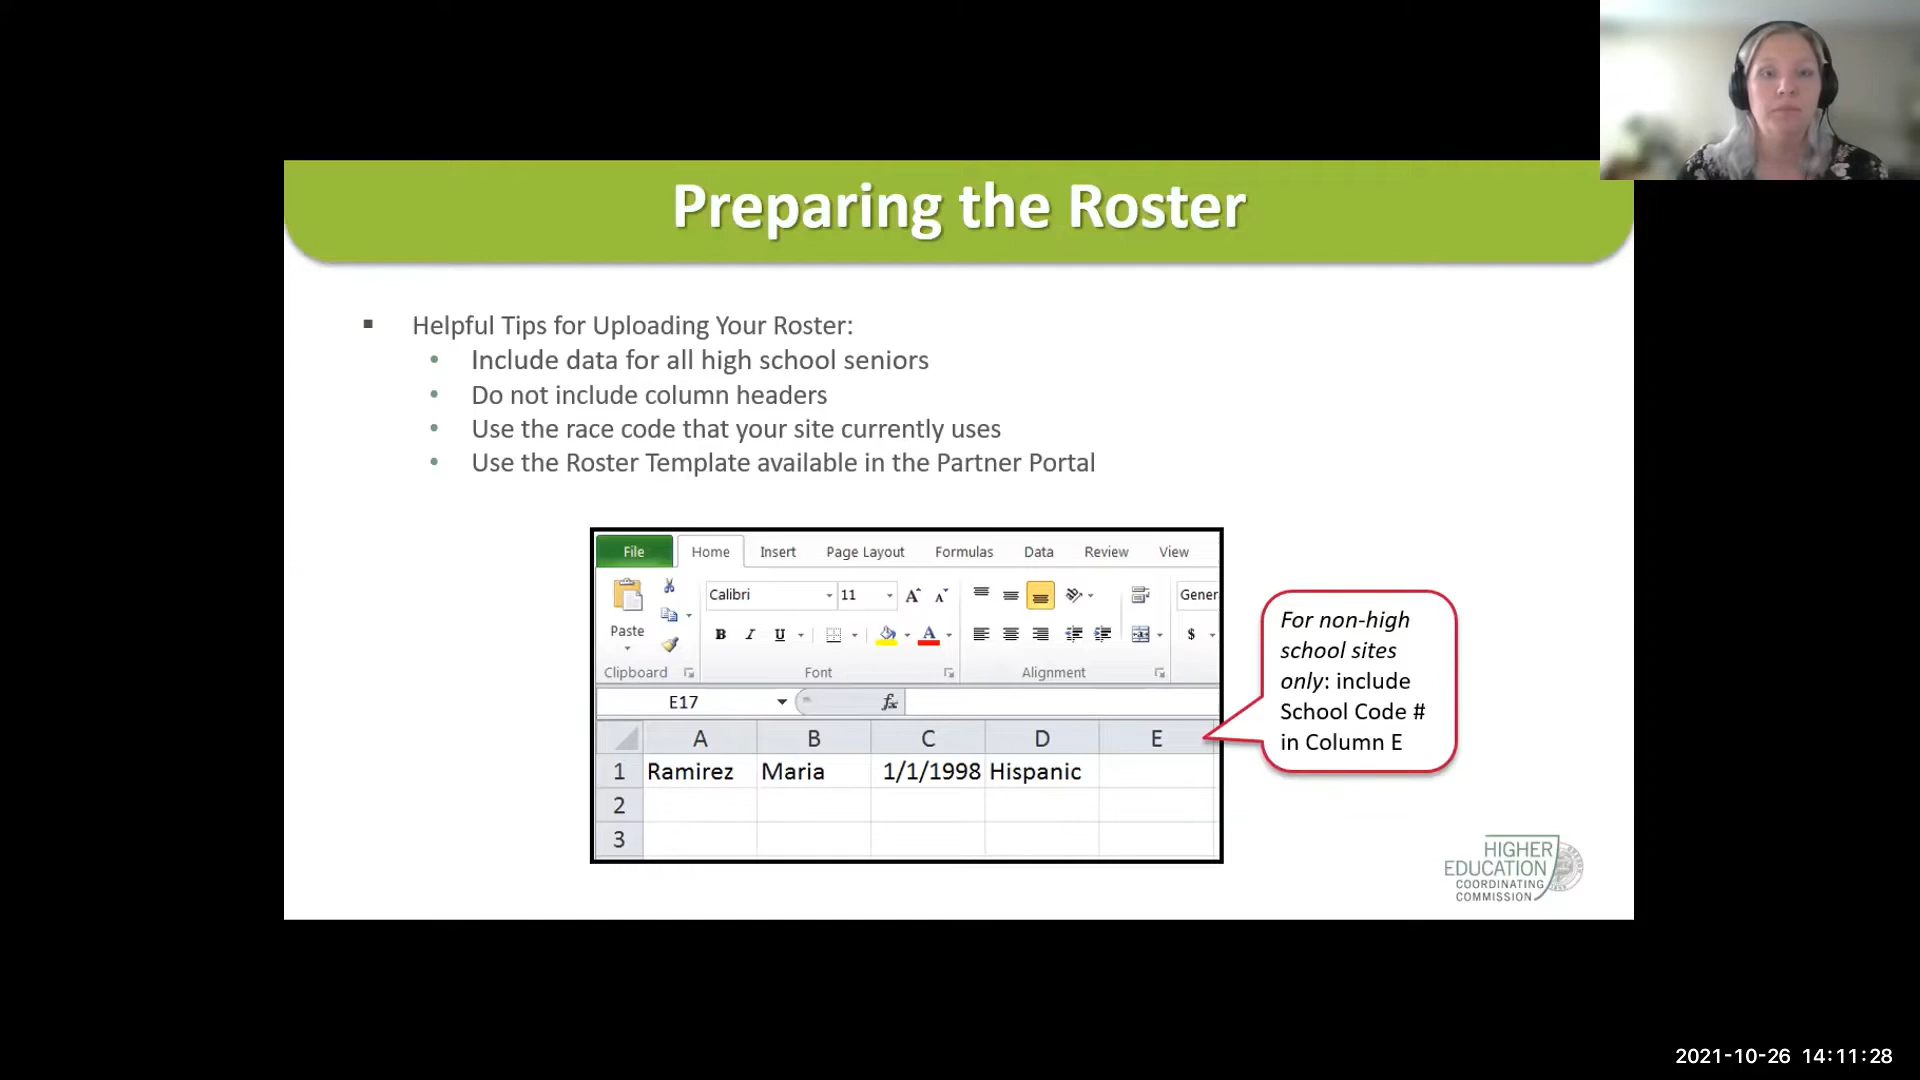 Preparing the Roster
Helpful Tips for Uploading Your Roster:
Include data for all high school seniors
Do not include column headers
Use the race code that your site currently uses
Use the Roster Template available in the Partner Portal
File Home Insert Page Layout Formulas Data Review View
Calibri 11 Gener
Paste B I U $
Clipboard Font Alignment
E17 fx
A B C D E
1 Ramirez Maria 1/1/1998 Hispanic
2
3
For non-high
school sites
only: include
School Code #
in Column E
HIGHER
EDUCATION
COORDINATING
COMMISSION
2021-10-26 14:11:28